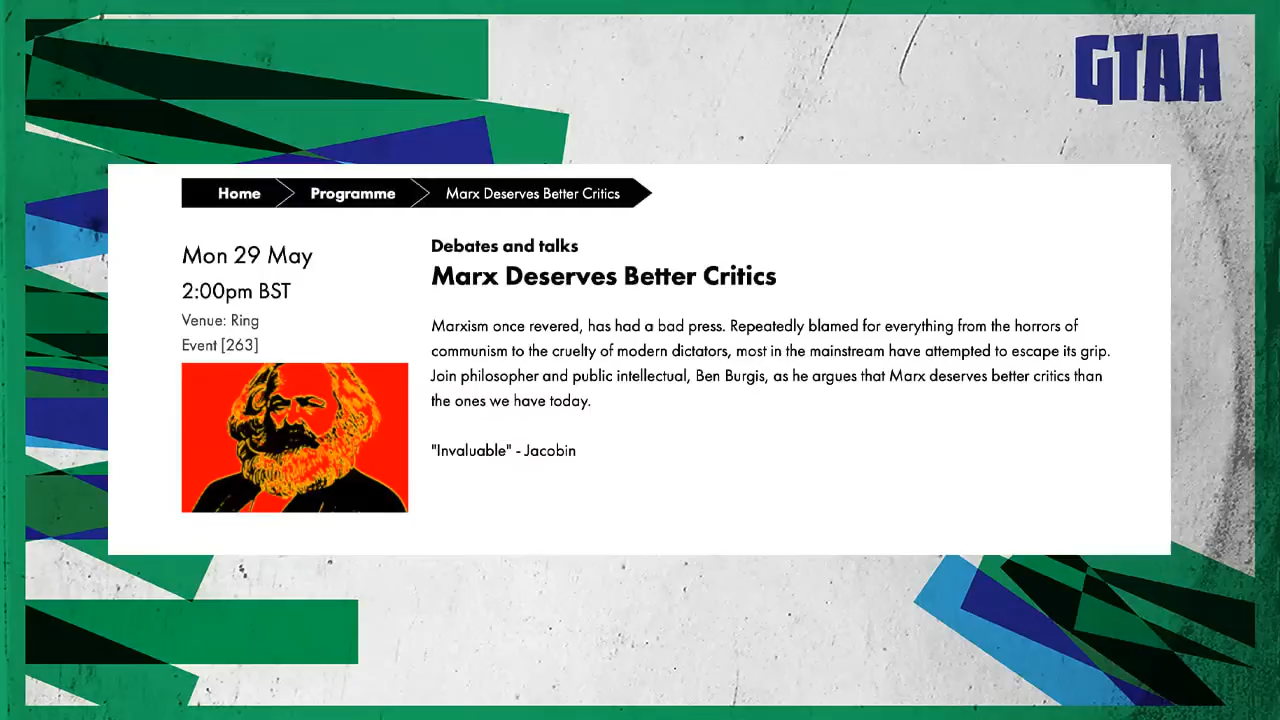 GTAA
Home
Programme
Marx Deserves Better Critics
Mon 29 May
2:00pm BST
Venue: Ring
Event [263]
Debates and talks
Marx Deserves Better Critics
Marxism once revered, has had a bad press. Repeatedly blamed for everything from the horrors of
communism to the cruelty of modern dictators, most in the mainstream have attempted to escape its grip.
Join philosopher and public intellectual, Ben Burgis, as he argues that Marx deserves better critics than
the ones we have today.
"Invaluable" - Jacobin